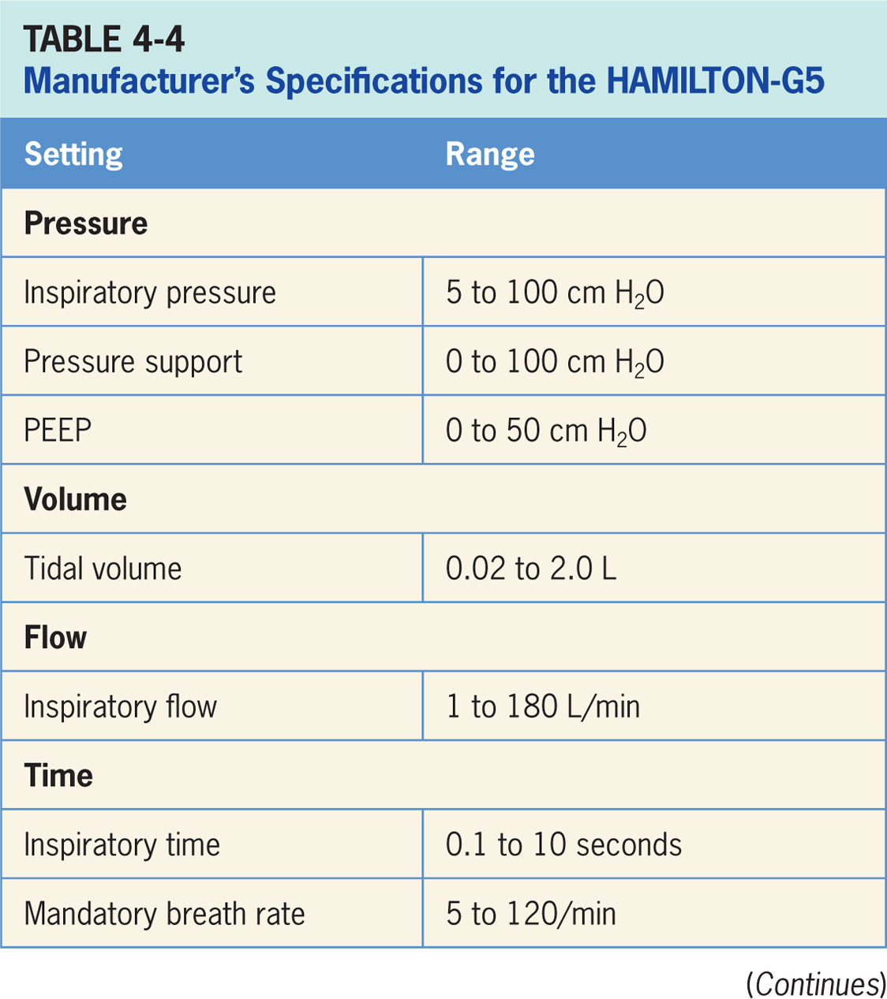 TABLE 4-4
Manufacturer’s Specifications for the HAMILTON-G5
Setting Range
Pressure
Inspiratory pressure 5 to 100 cm H₂O
Pressure support 0 to 100 cm H₂O
PEEP 0 to 50 cm H₂O
Volume
Tidal volume 0.02 to 2.0 L
Flow
Inspiratory flow 1 to 180 L/min
Time
Inspiratory time 0.1 to 10 seconds
Mandatory breath rate 5 to 120/min
(Continues)